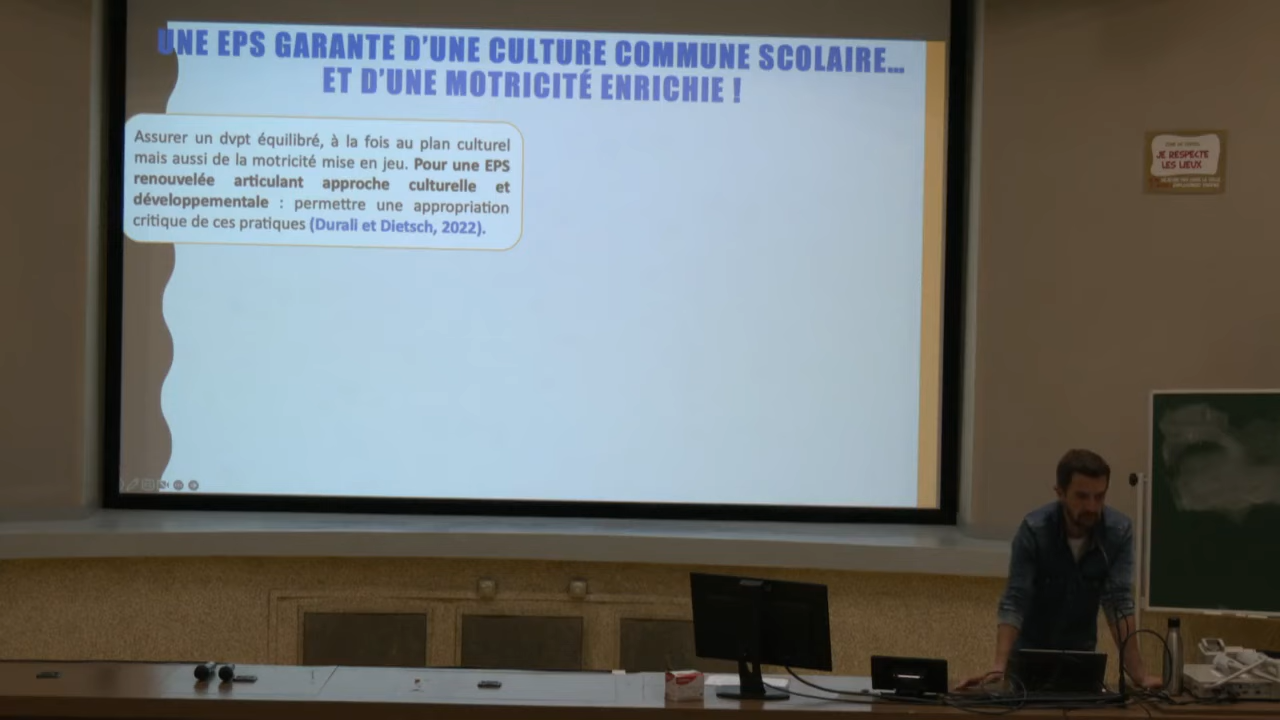 UNE EPS GARANTE D'UNE CULTURE COMMUNE SCOLAIRE...
ET D'UNE MOTRICITÉ ENRICHIE !
Assurer un dvpt équilibré, à la fois au plan culturel
mais aussi de la motricité mise en jeu. Pour une EPS
renouvelée articulant approche culturelle et
développementale : permettre une appropriation
critique de ces pratiques (Durali et Dietsch, 2022).
JE RESPECTE
LES LIEUX